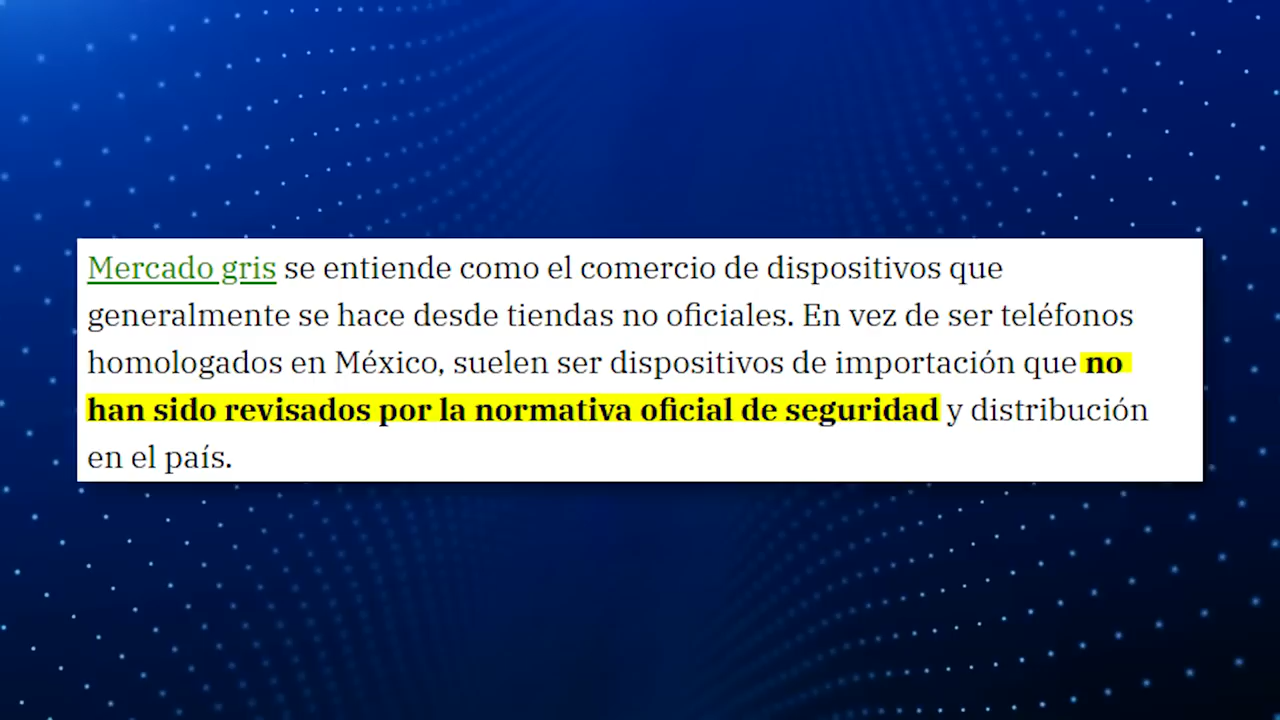 Mercado gris se entiende como el comercio de dispositivos que
generalmente se hace desde tiendas no oficiales. En vez de ser teléfonos
homologados en México, suelen ser dispositivos de importación que no
han sido revisados por la normativa oficial de seguridad y distribución
en el país.